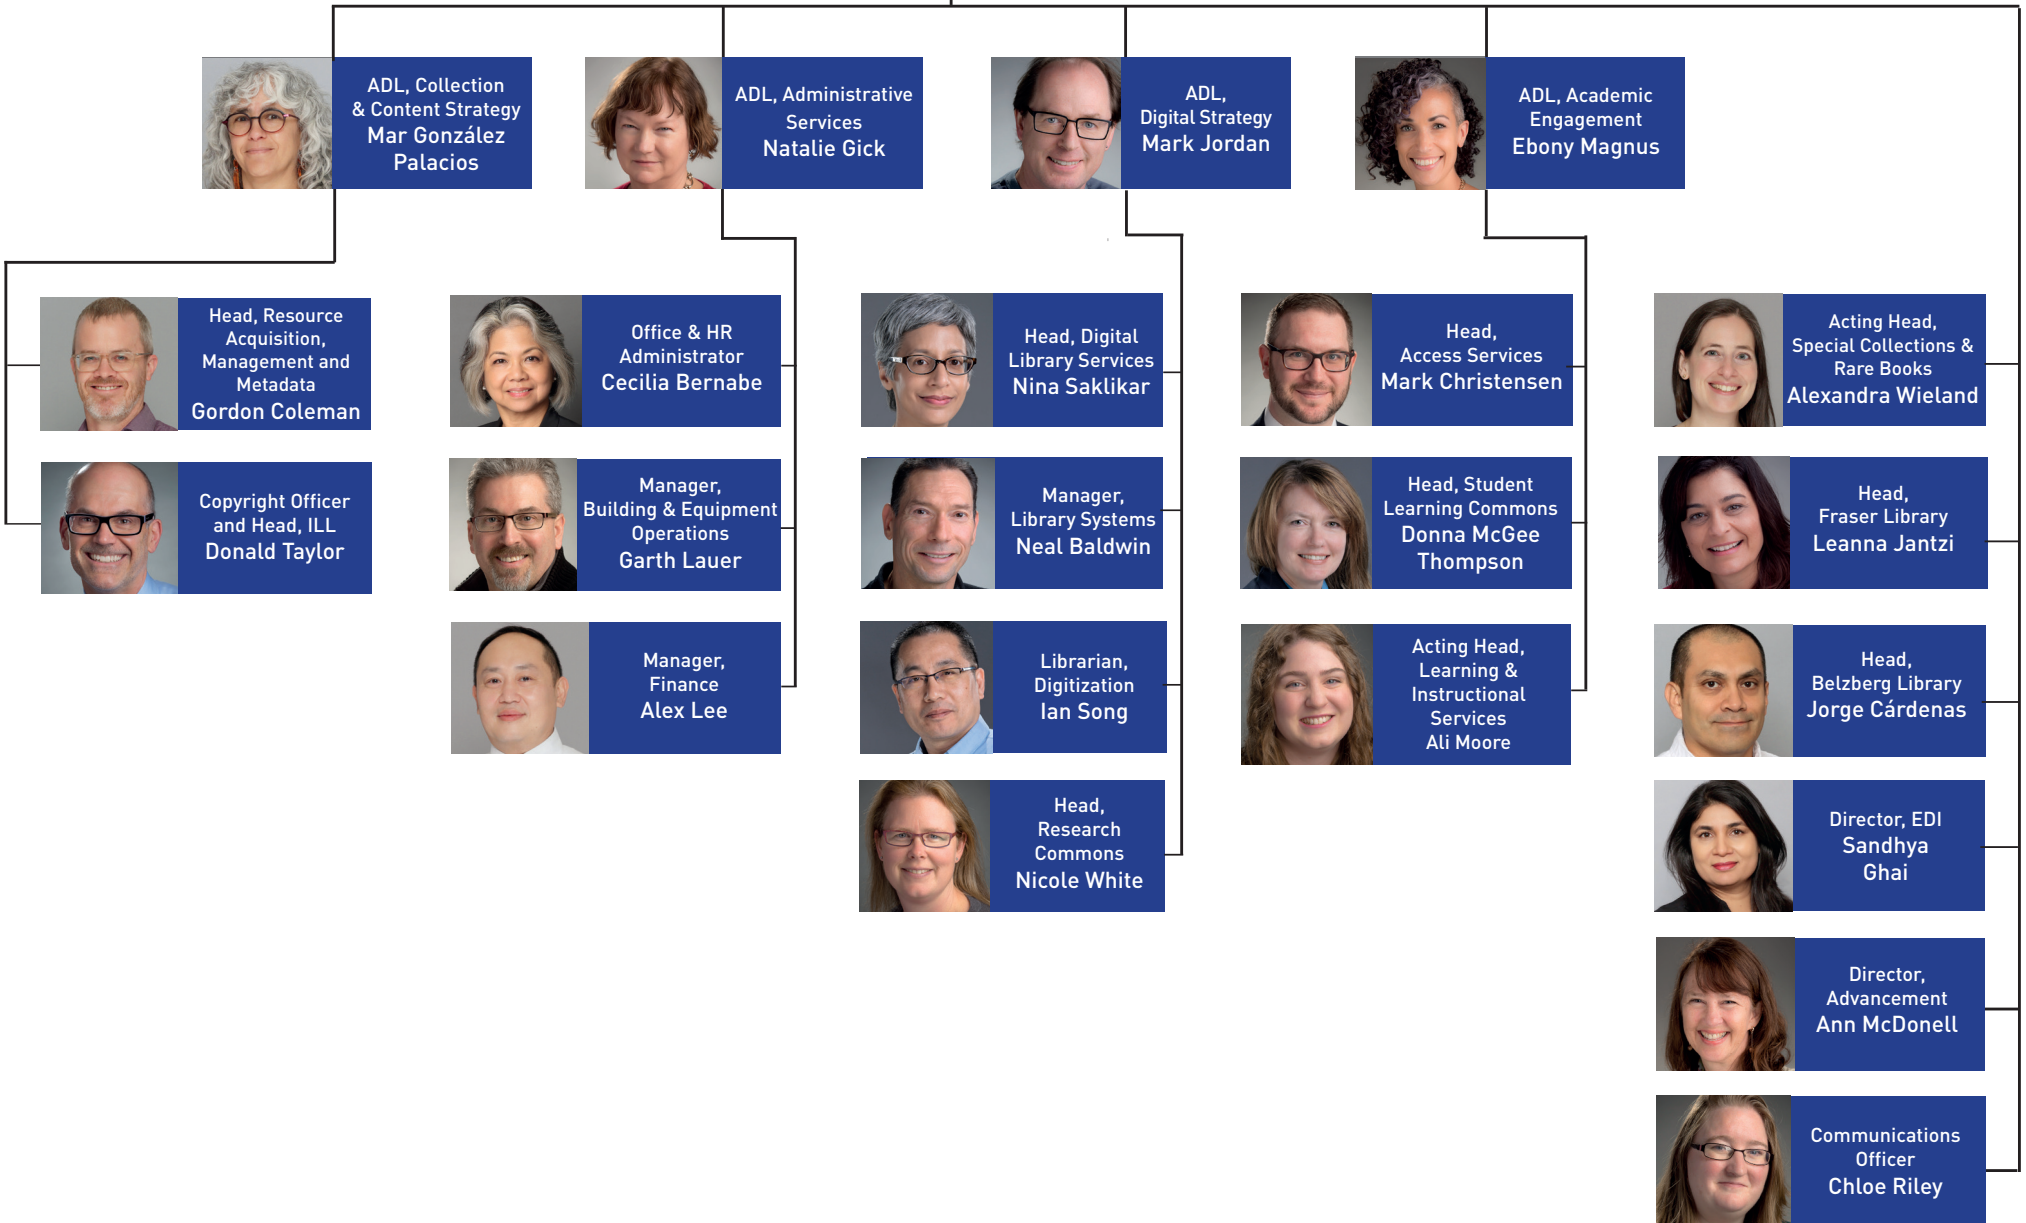 ADL, Collection
& Content Strategy
Mar González
Palacios
ADL, Administrative
Services
Natalie Gick
ADL,
Digital Strategy
Mark Jordan
ADL, Academic
Engagement
Ebony Magnus
Head, Resource
Acquisition,
Management and
Metadata
Gordon Coleman
Copyright Officer
and Head, ILL
Donald Taylor
Office & HR
Administrator
Cecilia Bernabe
Manager,
Building & Equipment
Operations
Garth Lauer
Manager,
Finance
Alex Lee
Head, Digital
Library Services
Nina Saklikar
Manager,
Library Systems
Neal Baldwin
Librarian,
Digitization
Ian Song
Head,
Research
Commons
Nicole White
Head,
Access Services
Mark Christensen
Head, Student
Learning Commons
Donna McGee
Thompson
Acting Head,
Learning &
Instructional
Services
Ali Moore
Acting Head,
Special Collections &
Rare Books
Alexandra Wieland
Head,
Fraser Library
Leanna Jantzi
Head,
Belzberg Library
Jorge Cárdenas
Director, EDI
Sandhya
Ghai
Director,
Advancement
Ann McDonell
Communications
Officer
Chloe Riley